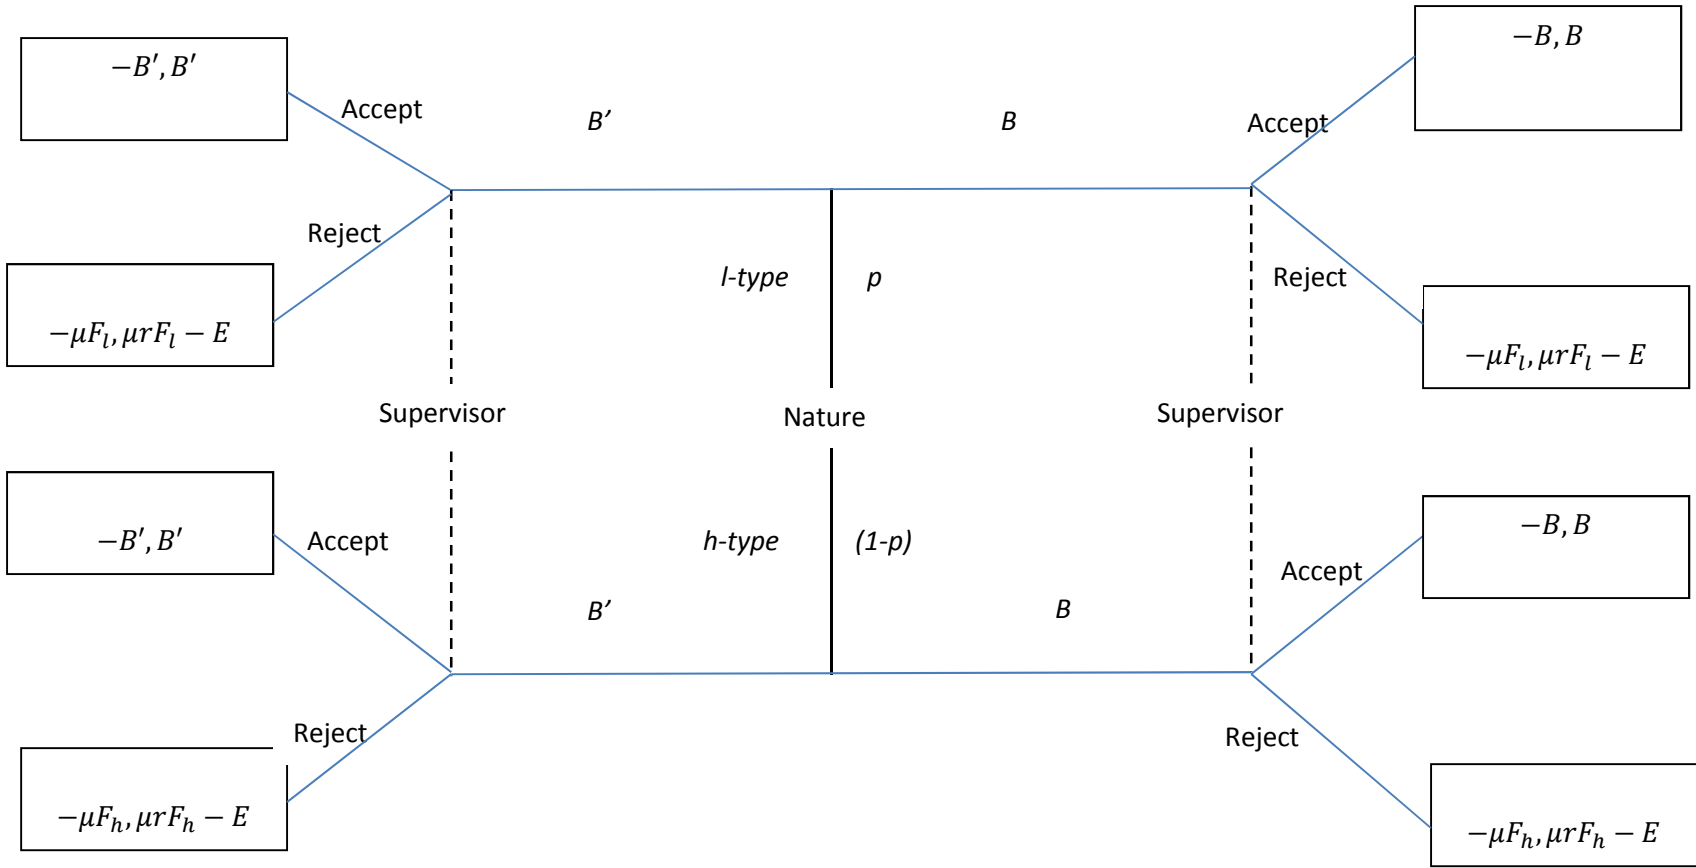 −B′, B′
−B, B
Accept
B’
B
Accept
Reject
l-type
p
Reject
−μF_l, μrF_l − E
−μF_l, μrF_l − E
Supervisor
Nature
Supervisor
−B′, B′
−B, B
Accept
h-type
(1-p)
Accept
B’
B
Reject
Reject
−μF_h, μrF_h − E
−μF_h, μrF_h − E